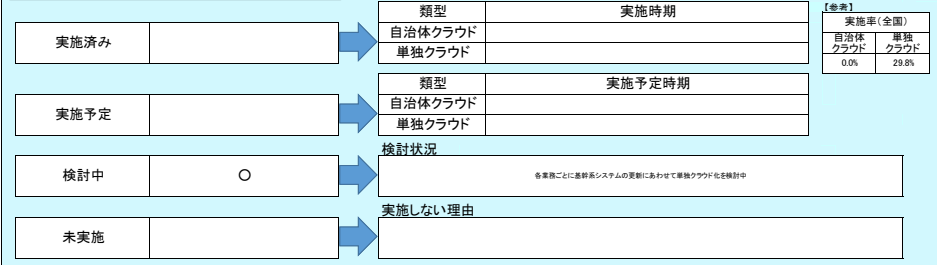 類型 実施時期
実施済み
自治体クラウド
単独クラウド
【参考】
実施率(全国)
自治体
クラウド
単独
クラウド
0.0% 29.8%
類型 実施予定時期
実施予定
自治体クラウド
単独クラウド
検討状況
検討中 ○
各業務ごとに基幹系システムの更新にあわせて単独クラウド化を検討中
実施しない理由
未実施